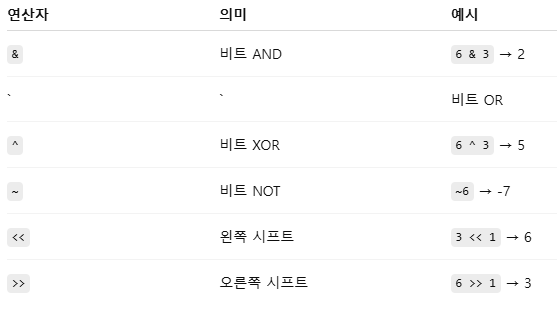 연산자 의미 예시
& 비트 AND 6 & 3 → 2
` ` 비트 OR
^ 비트 XOR 6 ^ 3 → 5
~ 비트 NOT ~6 → -7
<< 왼쪽 시프트 3 << 1 → 6
>> 오른쪽 시프트 6 >> 1 → 3